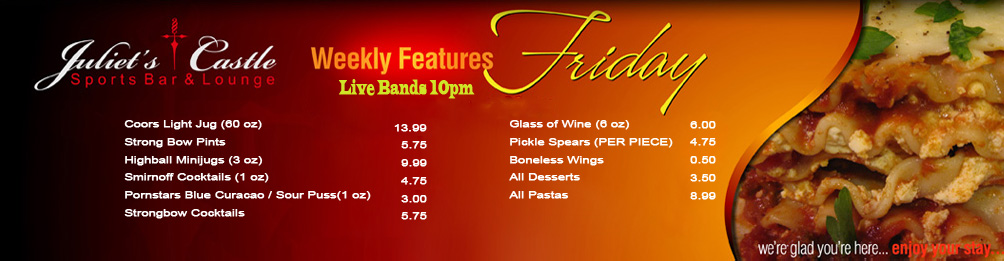 Juliet's Castle
Sports Bar & Lounge
Weekly Features
Friday
Live Bands 10pm
Coors Light Jug (60 oz) 13.99
Strong Bow Pints 5.75
Highball Minijugs (3 oz) 9.99
Smirnoff Cocktails (1 oz) 4.75
Pornstars Blue Curacao / Sour Puss(1 oz) 3.00
Strongbow Cocktails 5.75
Glass of Wine (6 oz) 6.00
Pickle Spears (PER PIECE) 4.75
Boneless Wings 0.50
All Desserts 3.50
All Pastas 8.99
we're glad you're here... enjoy your stay.